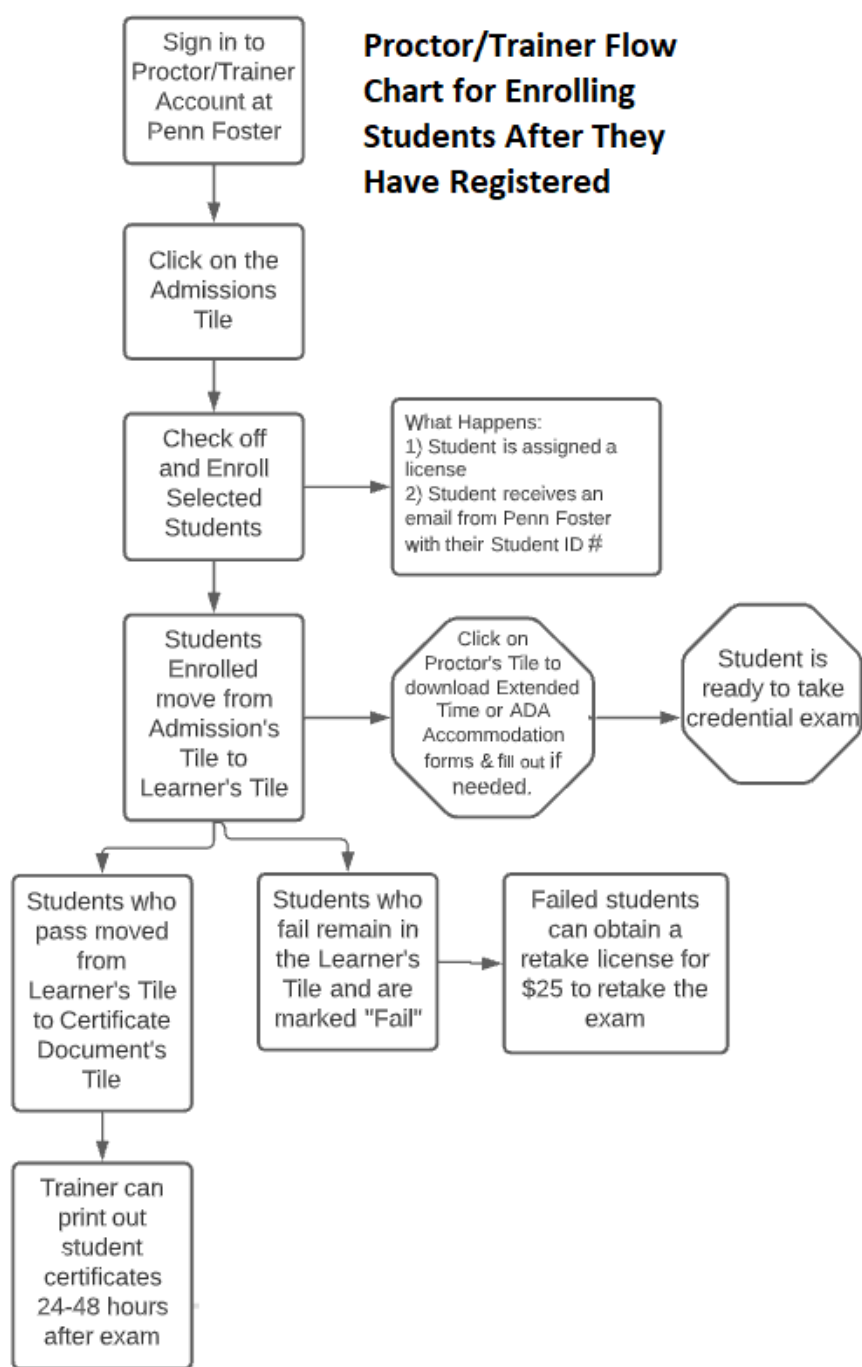 Proctor/Trainer Flow
Chart for Enrolling
Students After They
Have Registered
Sign in to
Proctor/Trainer
Account at
Penn Foster
Click on the
Admissions
Tile
Check off
and Enroll
Selected
Students
What Happens:
1) Student is assigned a
license
2) Student receives an
email from Penn Foster
with their Student ID #
Students
Enrolled
move from
Admission's
Tile to
Learner's Tile
Click on
Proctor's Tile to
download Extended
Time or ADA
Accommodation
forms & fill out if
needed.
Student is
ready to take
credential exam
Students who
pass moved
from
Learner's Tile
to Certificate
Document's
Tile
Students who
fail remain in
the Learner's
Tile and are
marked "Fail"
Failed students
can obtain a
retake license for
$25 to retake the
exam
Trainer can
print out
student
certificates
24-48 hours
after exam